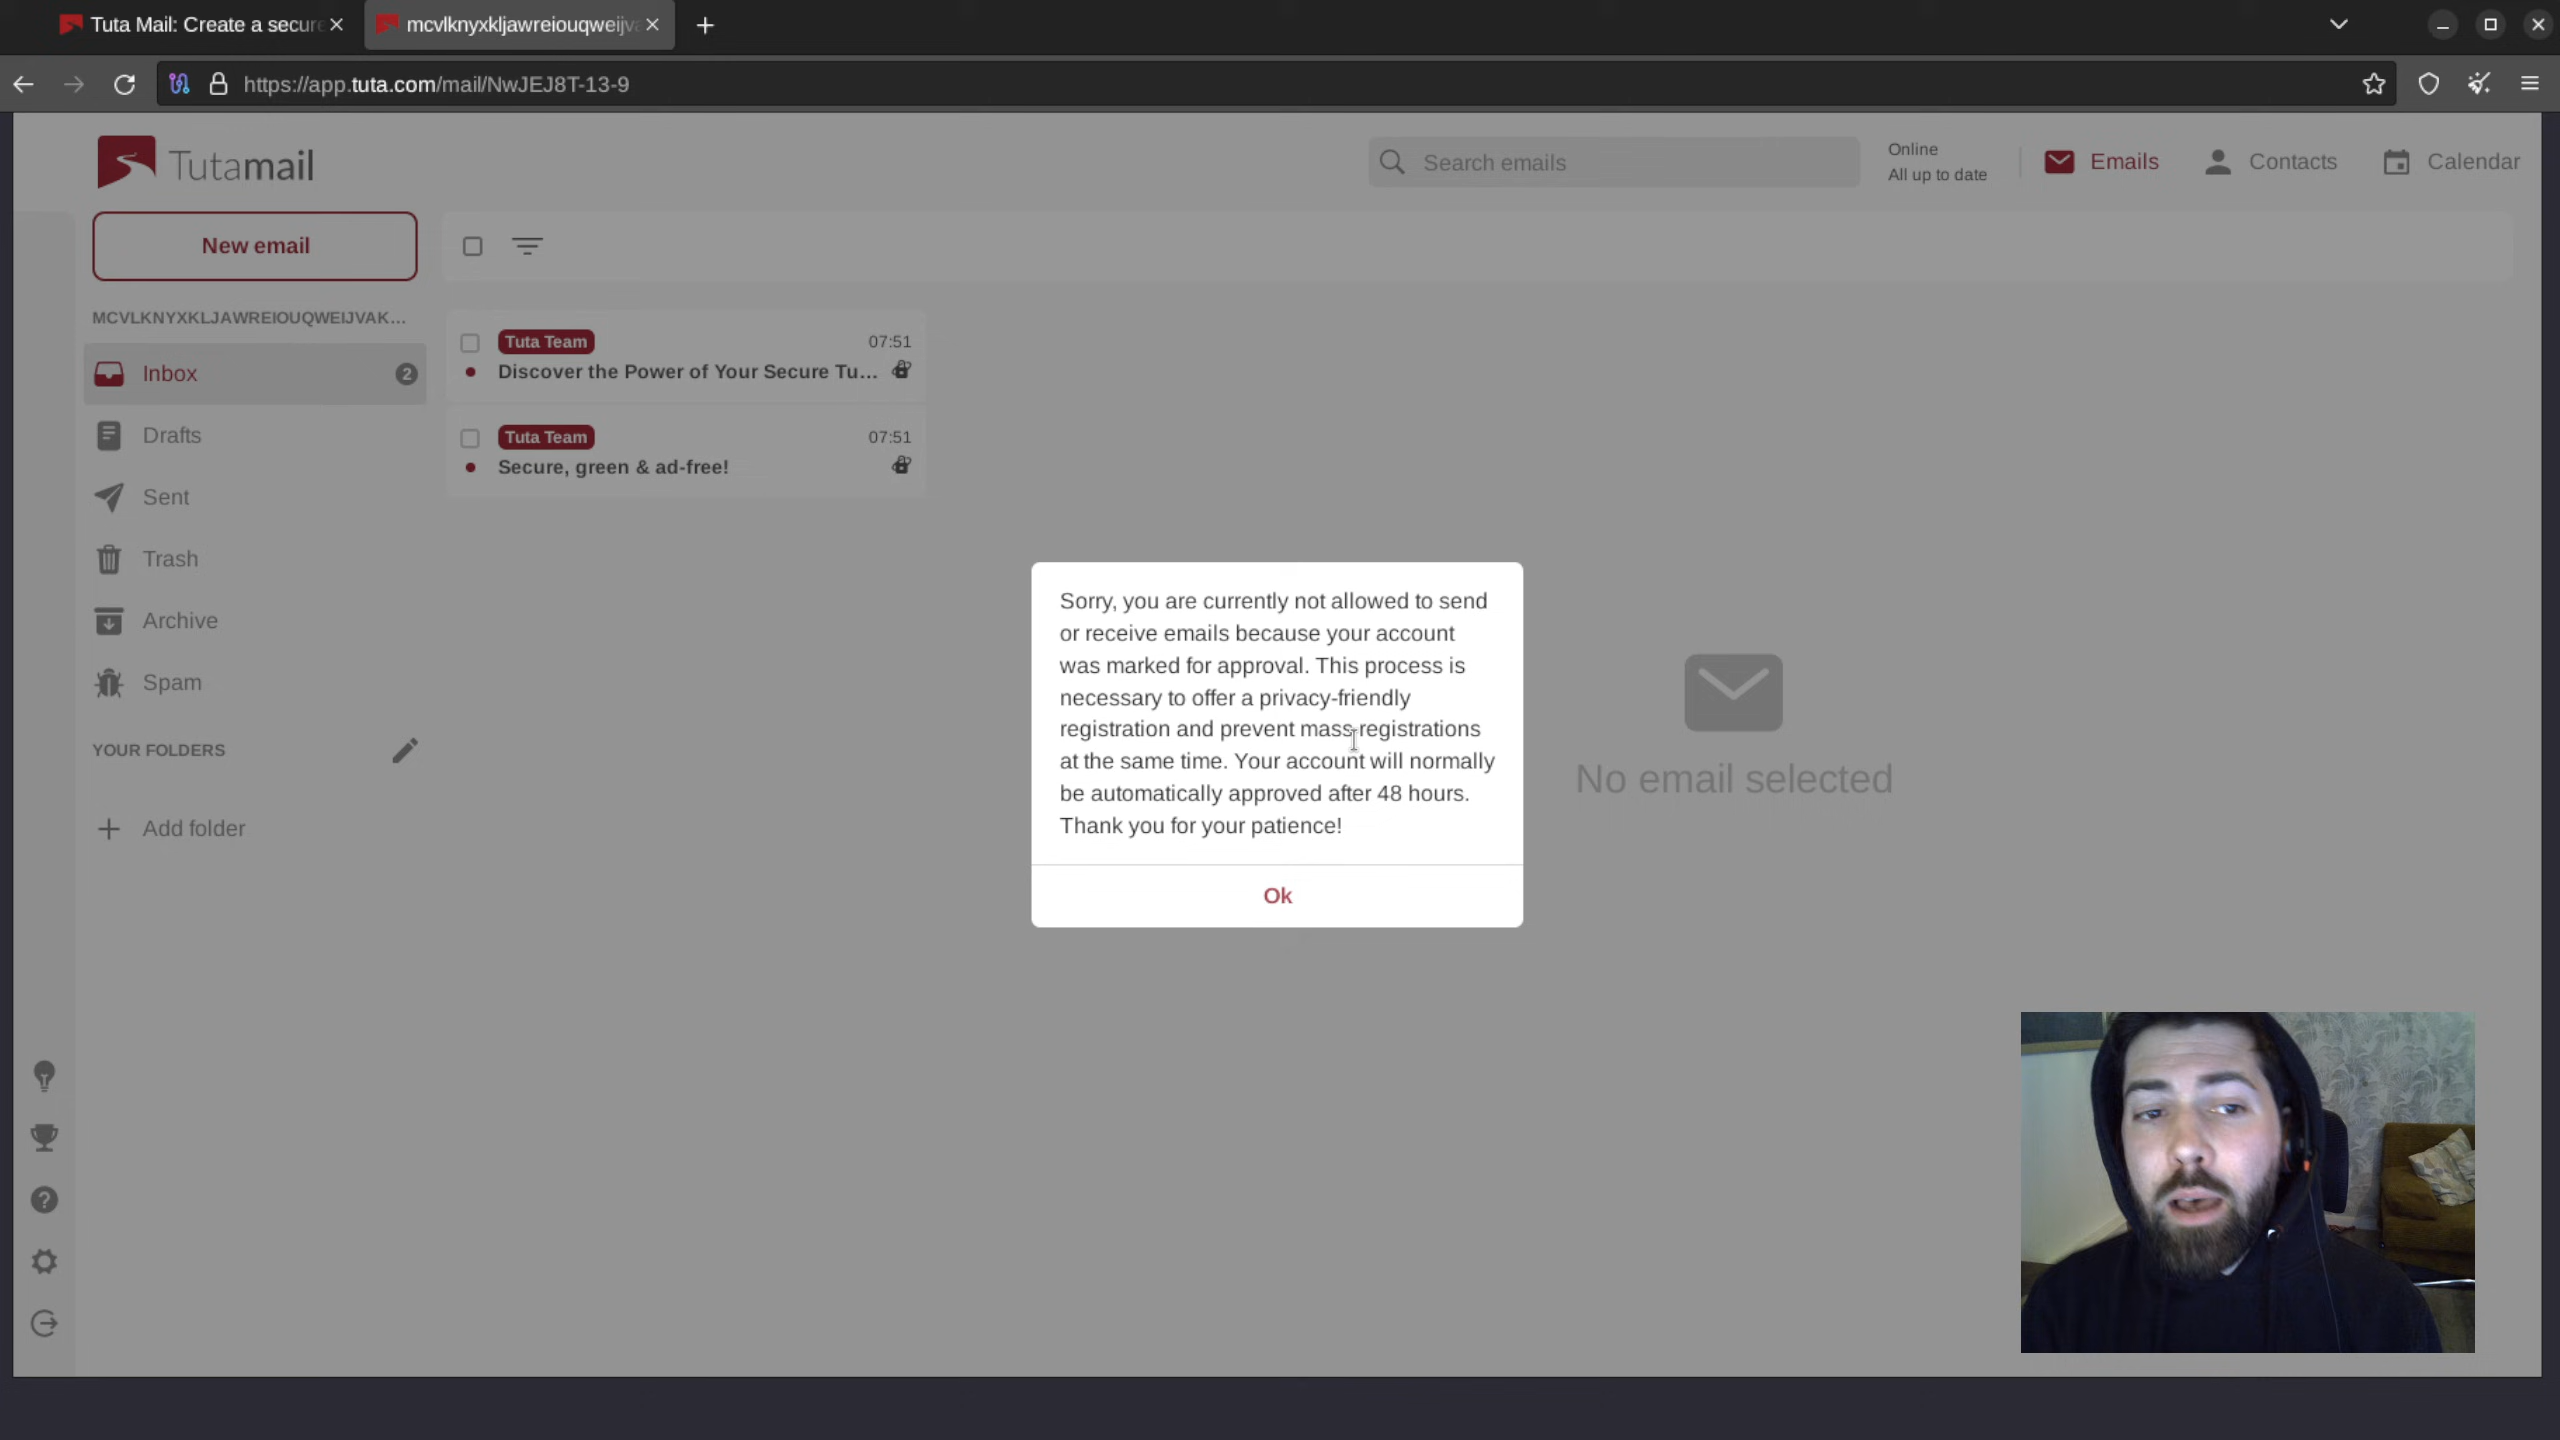 Tuta Mail: Create a secure
mcvlknyxkljawreiouqweijva
https://app.tuta.com/mail/NwJEJ8T-13-9
Tutamail
Search emails
Online
All up to date
Emails
Contacts
Calendar
New email
MCVLKNYXKLJAWREIOUQWEIJVAK...
Inbox
2
Drafts
Sent
Trash
Archive
Spam
YOUR FOLDERS
Add folder
Tuta Team
07:51
Discover the Power of Your Secure Tu...
Tuta Team
07:51
Secure, green & ad-free!
Sorry, you are currently not allowed to send
or receive emails because your account
was marked for approval. This process is
necessary to offer a privacy-friendly
registration and prevent mass registrations
at the same time. Your account will normally
be automatically approved after 48 hours.
Thank you for your patience!
Ok
No email selected